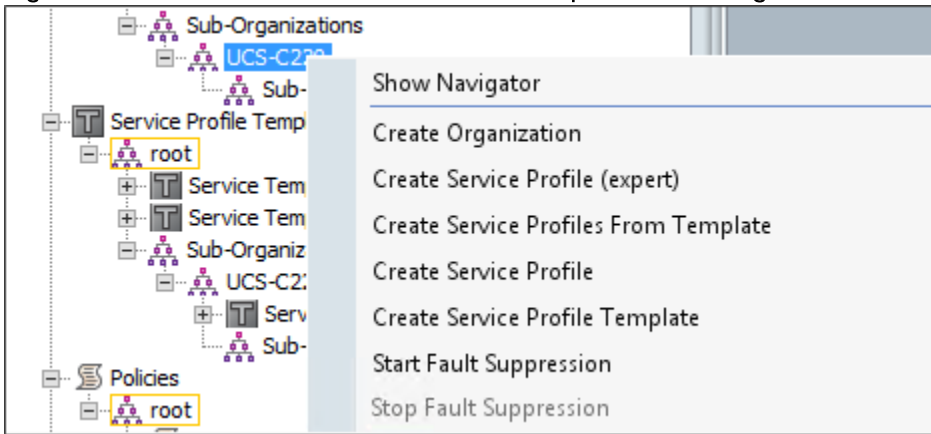 Sub-Organizations
UCS-C220
Sub-
Show Navigator
Service Profile Temp
Create Organization
root
Create Service Profile (expert)
Service Tem
Create Service Profiles From Template
Service Tem
Sub-Organiz
Create Service Profile
UCS-C22
Serv
Create Service Profile Template
Sub-
Start Fault Suppression
Policies
root
Stop Fault Suppression